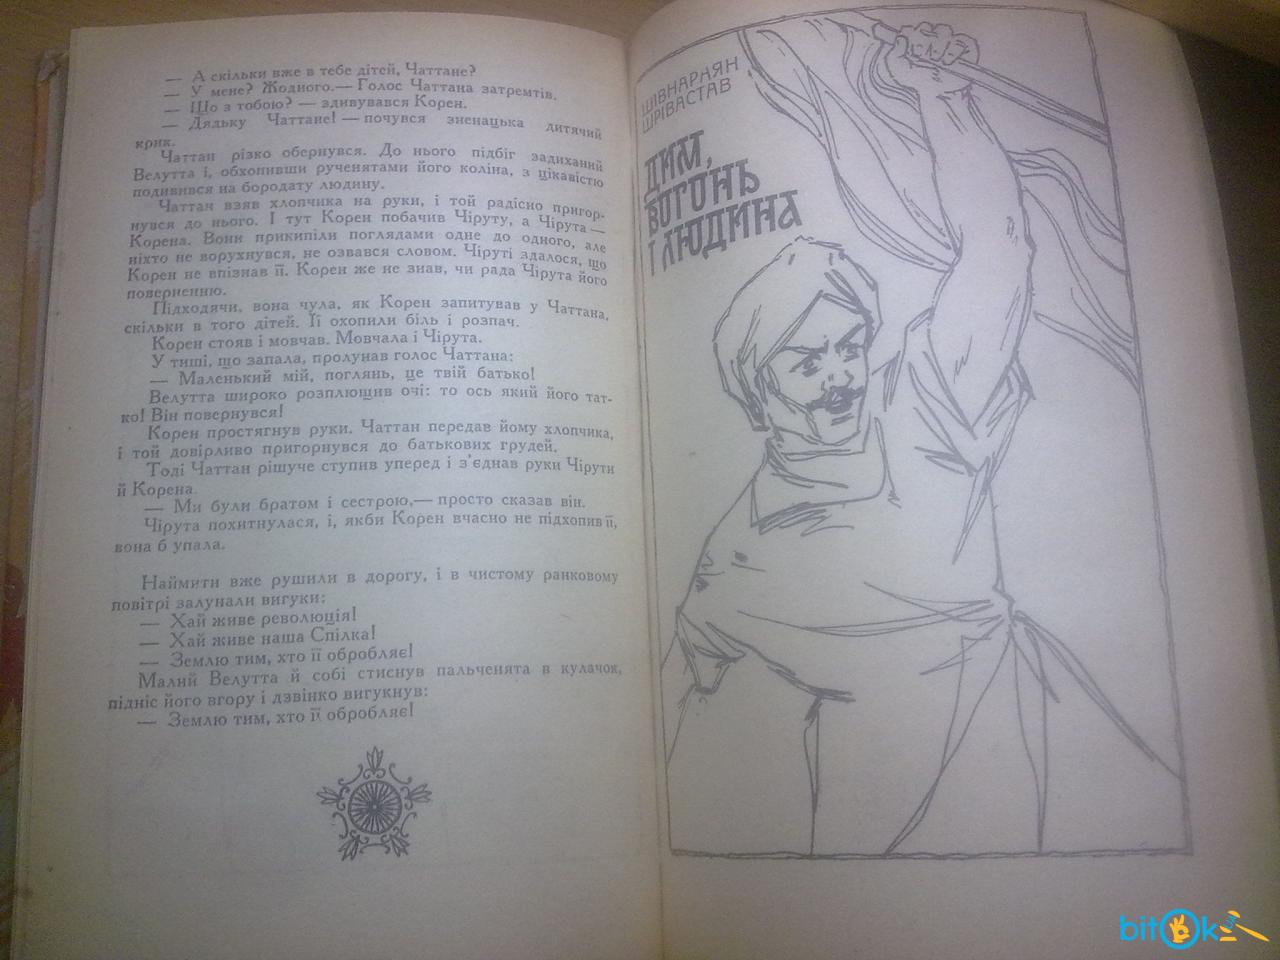 — А скільки вже в тебе дітей, Чаттане?
— У мене? Жодного.— Голос Чаттана затремтів.
— Що з тобою? — здивувався Корен.
— Дядьку Чаттане! — почувся зненацька дитячий
крик.
Чаттан різко обернувся. До нього підбіг задиханий
Велутта і, обхопивши рученятами його коліна, з цікавістю
подивився на бородату людину.
Чаттан взяв хлопчика на руки, і той радісно пригор-
нувся до нього. І тут Корен побачив Чіруту, а Чірута —
Корена. Вони прикипіли поглядами одне до одного, але
ніхто не ворухнувся, не озвався словом. Чіруті здалося, що
Корен не впізнав її. Корен же не знав, чи рада Чірута його
поверненню.
Підходячи, вона чула, як Корен запитував у Чаттана,
скільки в того дітей. Її охопили біль і розпач.
Корен стояв і мовчав. Мовчала і Чірута.
У тиші, що запала, пролунав голос Чаттана:
— Маленький мій, поглянь, це твій батько!
Велутта широко розплющив очі: то ось який його тат-
ко! Він повернувся!
Корен простягнув руки. Чаттан передав йому хлопчика,
і той довірливо пригорнувся до батькових грудей.
Тоді Чаттан рішуче ступив уперед і з'єднав руки Чірути
й Корена.
— Ми були братом і сестрою,— просто сказав він.
Чірута похитнулася, і, якби Корен вчасно не підхопив її,
вона б упала.
Наймити вже рушили в дорогу, і в чистому ранковому
повітрі залунали вигуки:
— Хай живе революція!
— Хай живе наша Спілка!
— Землю тим, хто її обробляє!
Малий Велутта й собі стиснув пальченята в кулачок,
підніс його вгору і дзвінко вигукнув:
— Землю тим, хто її обробляє!
ШІВНАРАЯН
ШРІВАСТАВ
ДИМ,
ВОГОНЬ
І ЛЮДИНА
bitOk